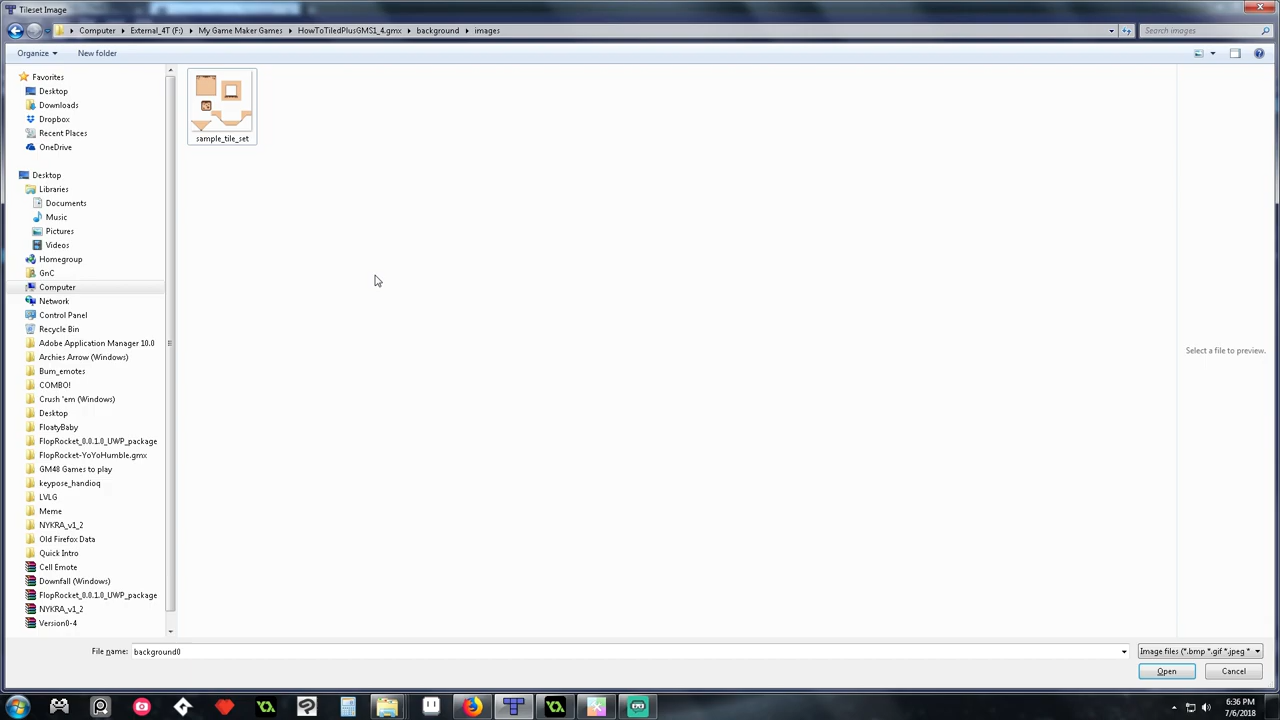 Tileset Image
Computer External_4T (F:) My Game Maker Games HowToTiledPlusGMS1_4.gmx background images
Search images
Organize New folder
Favorites
Desktop
Downloads
Dropbox
Recent Places
OneDrive
Desktop
Libraries
Documents
Music
Pictures
Videos
Homegroup
GnC
Computer
Network
Control Panel
Recycle Bin
Adobe Application Manager 10.0
Archies Arrow (Windows)
Bum_emotes
COMBO!
Crush 'em (Windows)
Desktop
FloatyBaby
FlopRocket_0.0.1.0_UWP_package
FlopRocket-YoYoHumble.gmx
GM48 Games to play
keypose_handioq
LVLG
Meme
NYKRA_v1_2
Old Firefox Data
Quick Intro
Cell Emote
Downfall (Windows)
FlopRocket_0.0.1.0_UWP_package
NYKRA_v1_2
Version0-4
sample_tile_set
Select a file to preview.
File name: background0
Image files (*.bmp *.gif *.jpeg *
Open Cancel
6:36 PM
7/6/2018